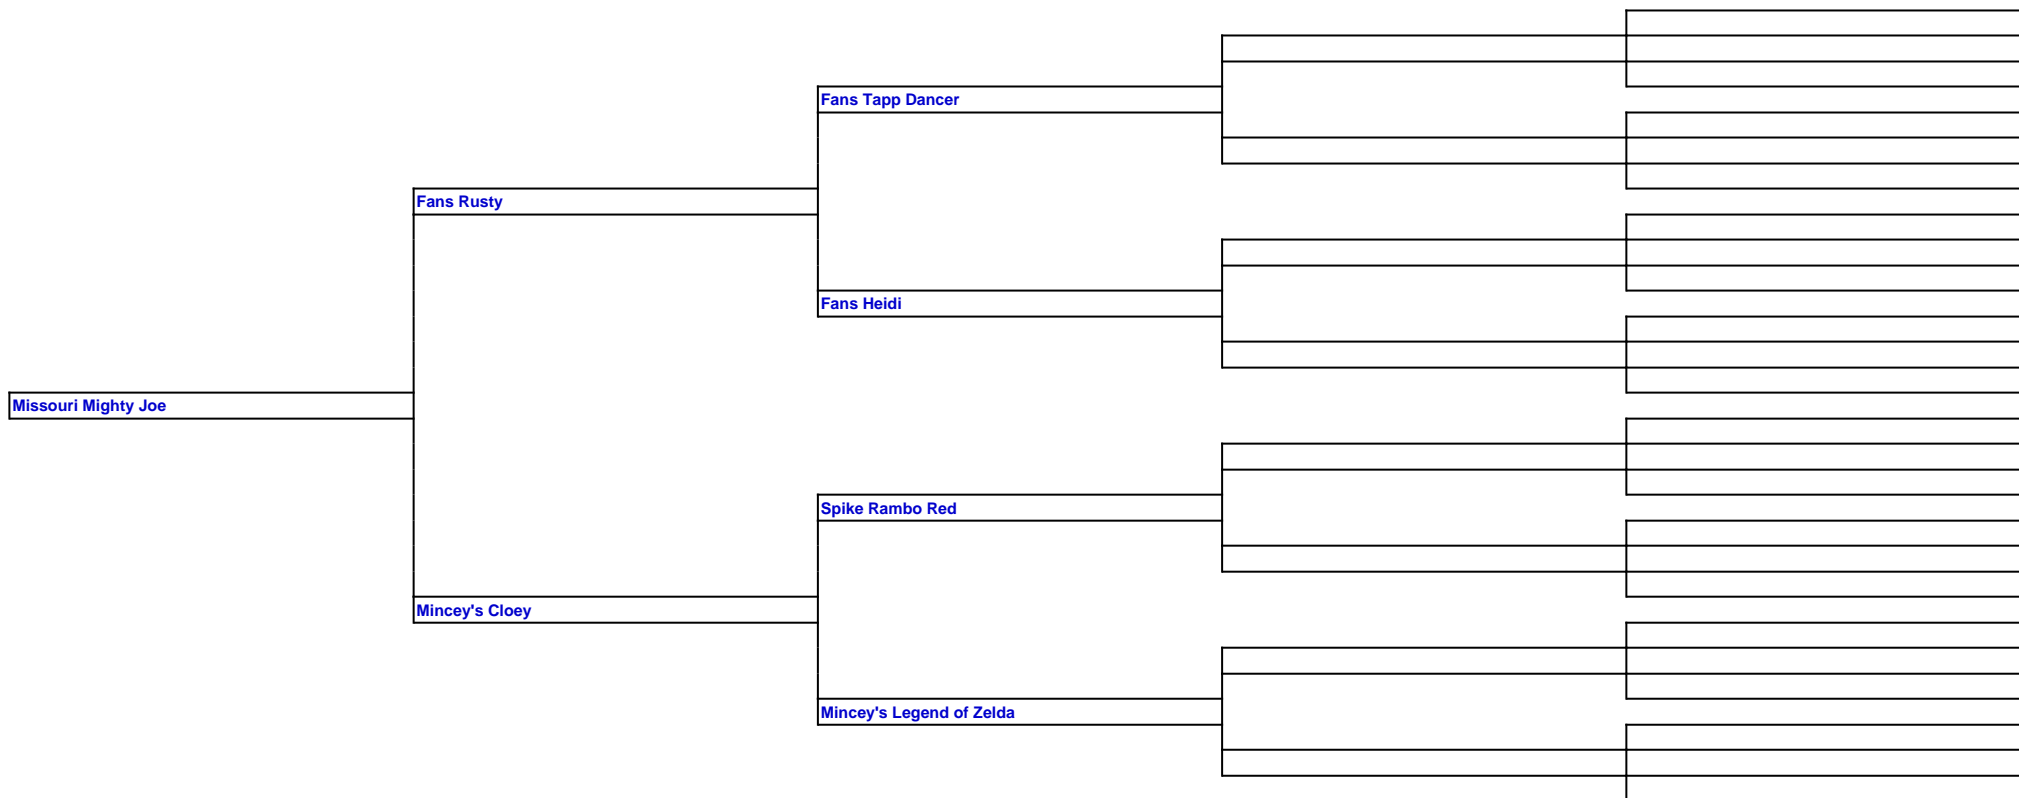 Fans Tapp Dancer
Fans Rusty
Fans Heidi
Missouri Mighty Joe
Spike Rambo Red
Mincey's Cloey
Mincey's Legend of Zelda